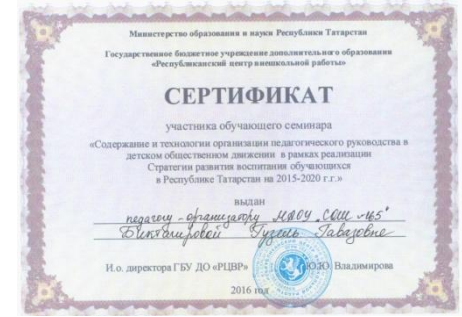 Министерство образования и науки Республики Татарстан
Государственное бюджетное учреждение дополнительного образования
«Республиканский центр внешкольной работы»
СЕРТИФИКАТ
участника обучающего семинара
«Содержание и технологии организации педагогического руководства в
детском общественном движении в рамках реализации
Стратегии развития воспитания обучающихся
в Республике Татарстан на 2015-2020 г.г.»
выдан
педагогу - организатору МАОУ "СОШ №165"
Гузель Гавазовне
И.о. директора ГБУ ДО «РЦВР» Ю.Ю. Владимирова
2016 год